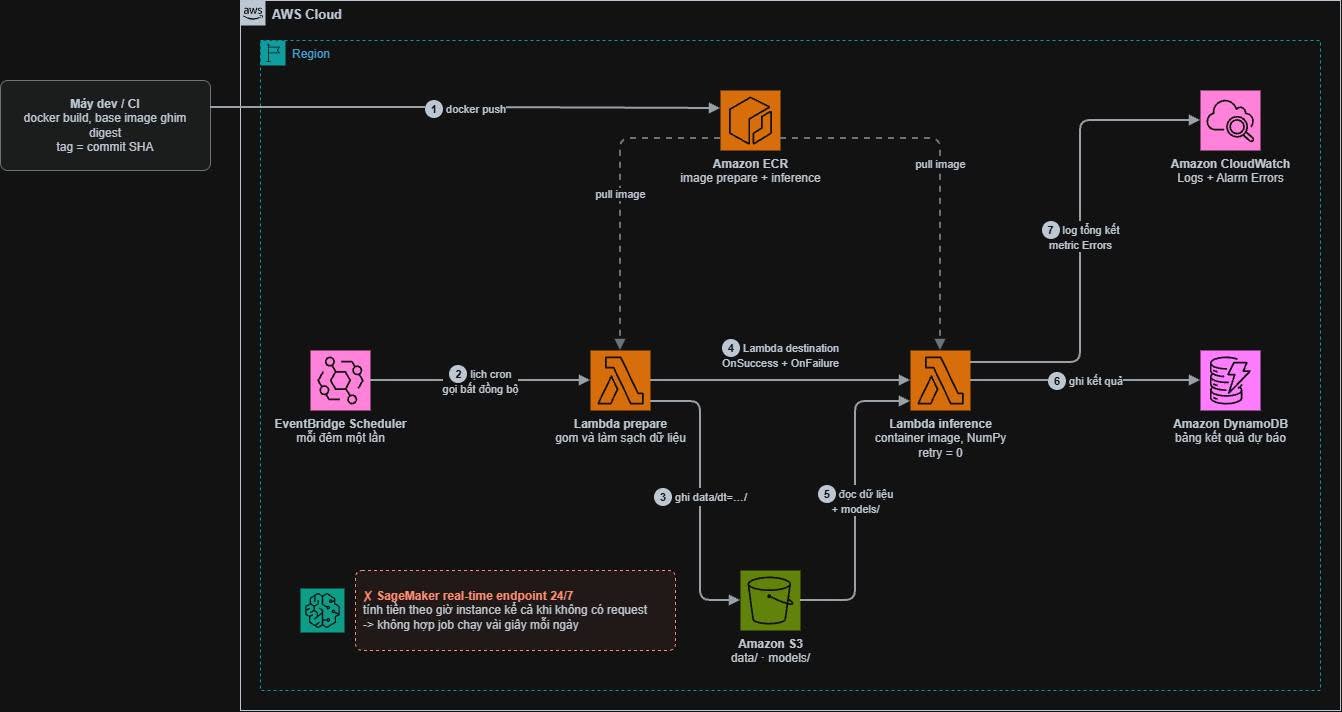 aws
AWS Cloud
Region
Máy dev / CI
docker build, base image ghim
digest
tag = commit SHA
1 docker push
Amazon ECR
image prepare + inference
pull image
pull image
Amazon CloudWatch
Logs + Alarm Errors
7 log tổng kết
metric Errors
4 Lambda destination
OnSuccess + OnFailure
2 lịch cron
gọi bất đồng bộ
6 ghi kết quả
EventBridge Scheduler
mỗi đêm một lần
Lambda prepare
gom và làm sạch dữ liệu
Lambda inference
container image, NumPy
retry = 0
Amazon DynamoDB
bảng kết quả dự báo
3 ghi data/dt=.../
5 đọc dữ liệu
+ models/
✗ SageMaker real-time endpoint 24/7
tính tiền theo giờ instance kể cả khi không có request
-> không hợp job chạy vài giây mỗi ngày
Amazon S3
data/ · models/